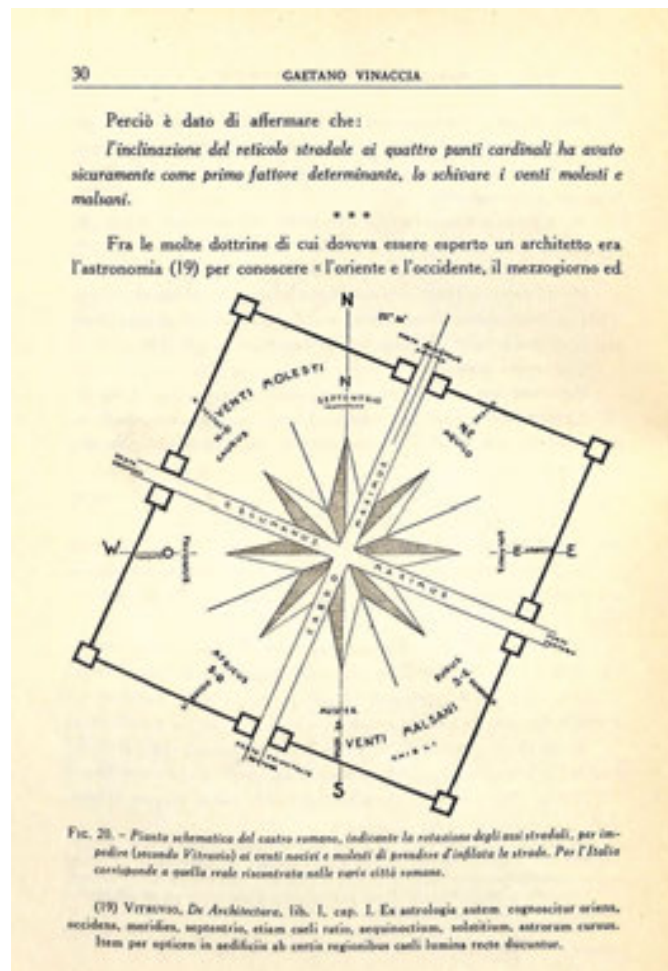 30
GAETANO VINACCIA
Perciò è dato di affermare che:
l'inclinazione del reticolo stradale ai quattro punti cardinali ha avuto
sicuramente come primo fattore determinante, lo schivare i venti molesti e
malsani.
* * *
Fra le molte dottrine di cui doveva essere esperto un architetto era
l'astronomia (19) per conoscere « l'oriente e l'occidente, il mezzogiorno ed
N
VENTI MOLESTI
N
SEPTENTRIO
N-O
N-E
AQUILO
DECUMANUS
MAXIMUS
W
O
E
E
MAXIMUS
CARDO
AFRICUS
S-O
S-E
AUSTER
S
VENTI MALSANI
S
FIG. 20. - Pianta schematica del castro romano, indicante la rotazione degli assi stradali, per im-
pedire (secondo Vitruvio) ai venti nocivi e molesti di prendere d'infilata le strade. Per l'Italia
corrisponde a quella reale riscontrata nelle varie città romane.
(19) VITRUVIO, De Architectura, lib. I, cap. I. Ex astrologia autem cognoscitur oriens,
occidens, meridies, septentrio, etiam caeli ratio, aequinoctium, solstitium, astrorum cursus.
Item per opticen in aedificiis ab certis regionibus caeli lumina recte ducuntur.